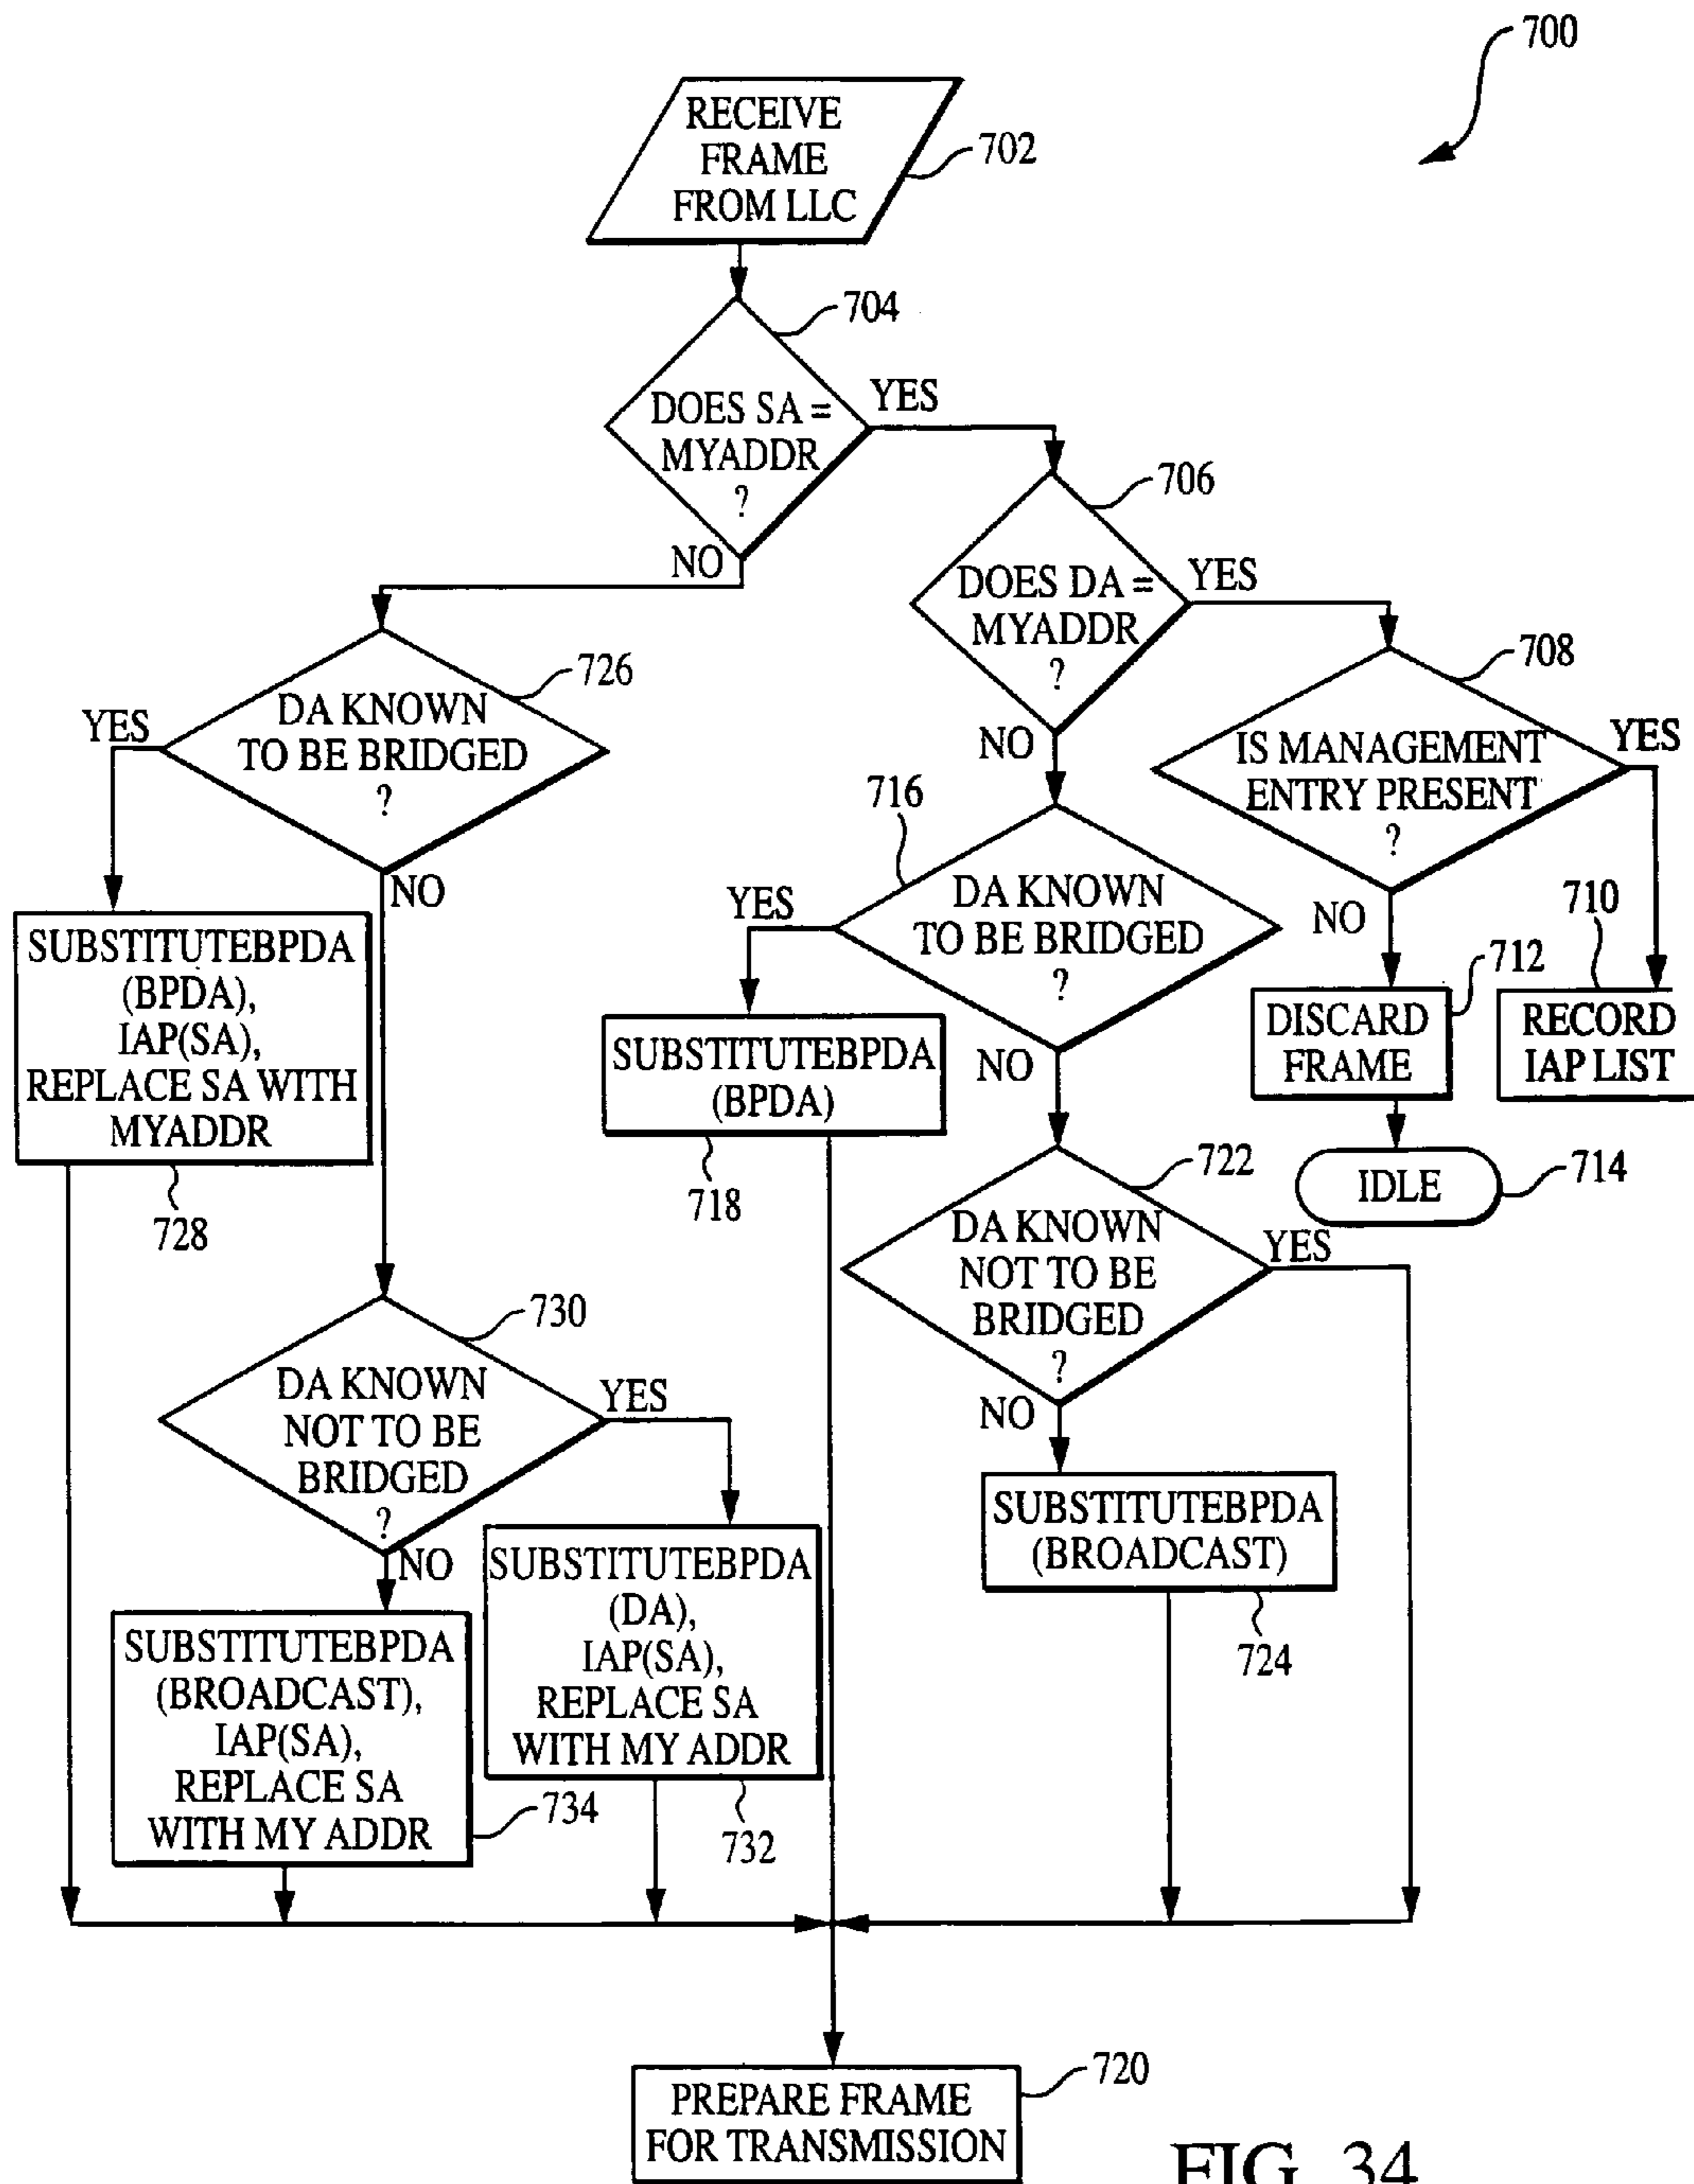 700
RECEIVE
FRAME
FROM LLC
702
704
DOES SA =
MYADDR
?
YES
NO
706
DOES DA =
MYADDR
?
YES
NO
708
IS MANAGEMENT
ENTRY PRESENT
?
YES
NO
710
RECORD
IAP LIST
712
DISCARD
FRAME
IDLE
714
726
DA KNOWN
TO BE BRIDGED
?
YES
NO
SUBSTITUTEBPDA
(BPDA),
IAP(SA),
REPLACE SA WITH
MYADDR
728
716
DA KNOWN
TO BE BRIDGED
?
YES
NO
SUBSTITUTEBPDA
(BPDA)
718
722
DA KNOWN
NOT TO BE
BRIDGED
?
YES
NO
SUBSTITUTEBPDA
(BROADCAST)
724
730
DA KNOWN
NOT TO BE
BRIDGED
?
YES
NO
SUBSTITUTEBPDA
(DA),
IAP(SA),
REPLACE SA
WITH MY ADDR
732
SUBSTITUTEBPDA
(BROADCAST),
IAP(SA),
REPLACE SA
WITH MY ADDR
734
720
PREPARE FRAME
FOR TRANSMISSION
FIG. 34